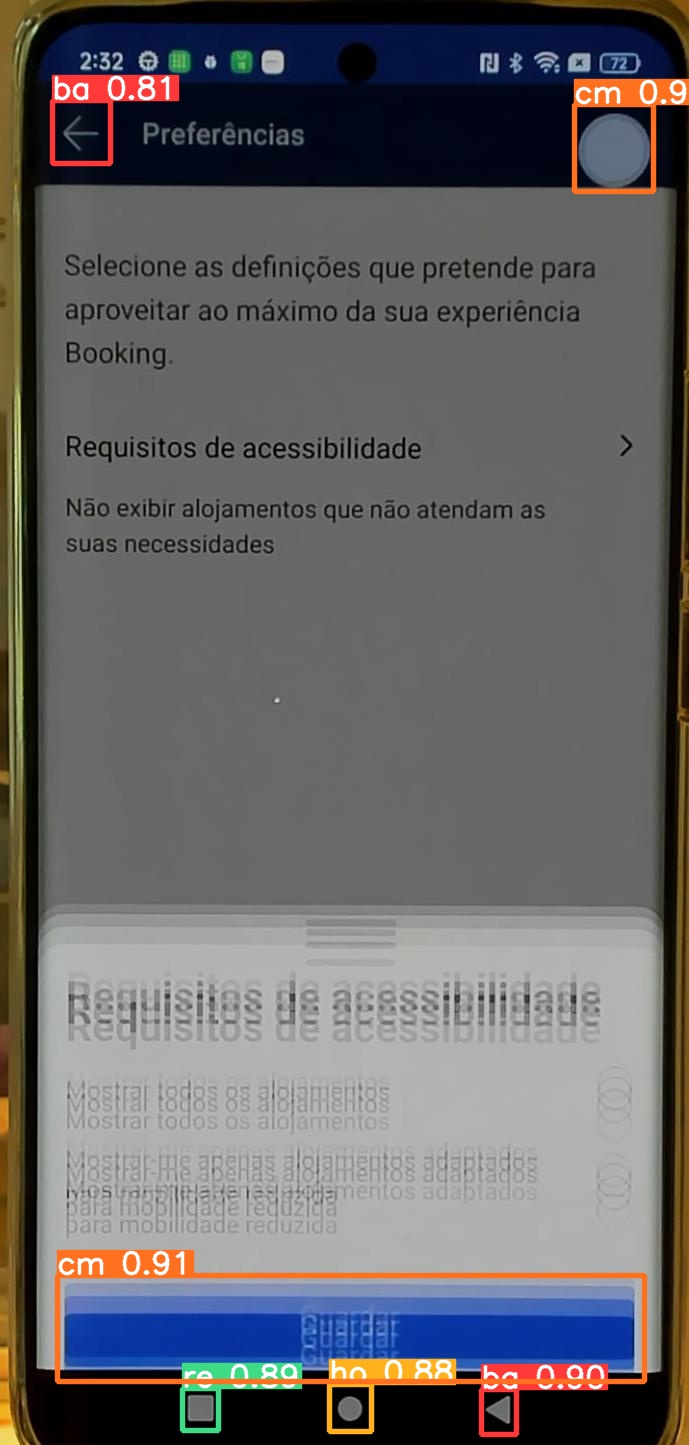 2:32
72
ba 0.81
cm 0.9
Preferências
Selecione as definições que pretende para
aproveitar ao máximo da sua experiência
Booking.
Requisitos de acessibilidade
Não exibir alojamentos que não atendam as
suas necessidades
Requisitos de acessibilidade
Mostrar todos os alojamentos
Mostrar-me apenas alojamentos adaptados
para mobilidade reduzida
cm 0.91
Guardar
re 0.89
ho 0.88
ba 0.90